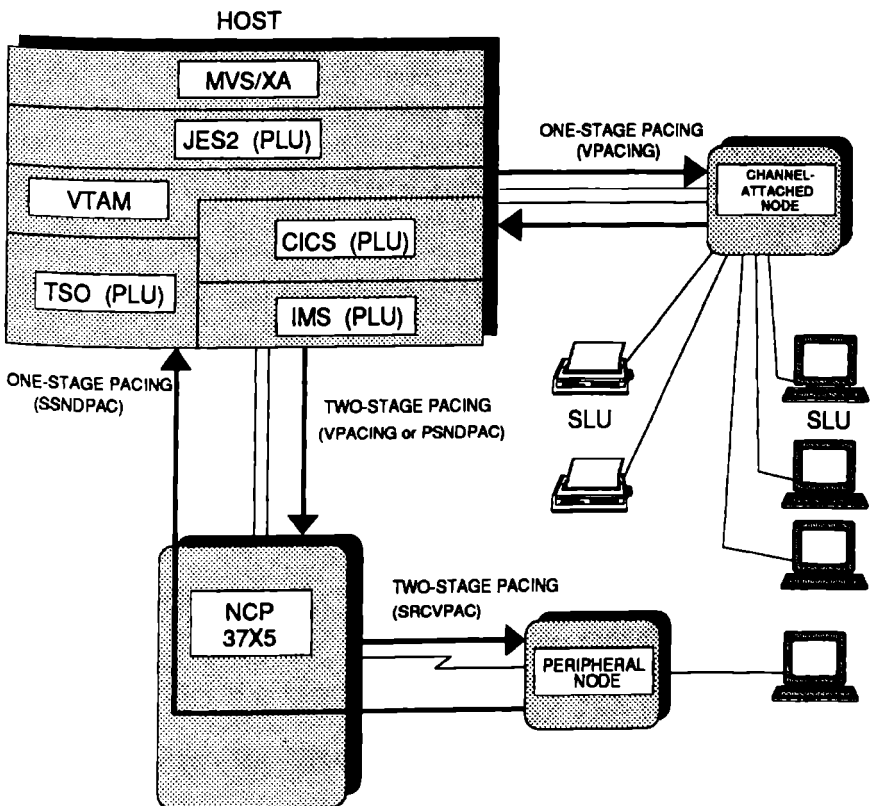 HOST
MVS/XA
JES2 (PLU)
VTAM
CICS (PLU)
TSO (PLU)
IMS (PLU)
ONE-STAGE PACING
(VPACING)
CHANNEL-
ATTACHED
NODE
ONE-STAGE PACING
(SSNDPAC)
TWO-STAGE PACING
(VPACING or PSNDPAC)
SLU
SLU
NCP
37X5
TWO-STAGE PACING
(SRCVPAC)
PERIPHERAL
NODE